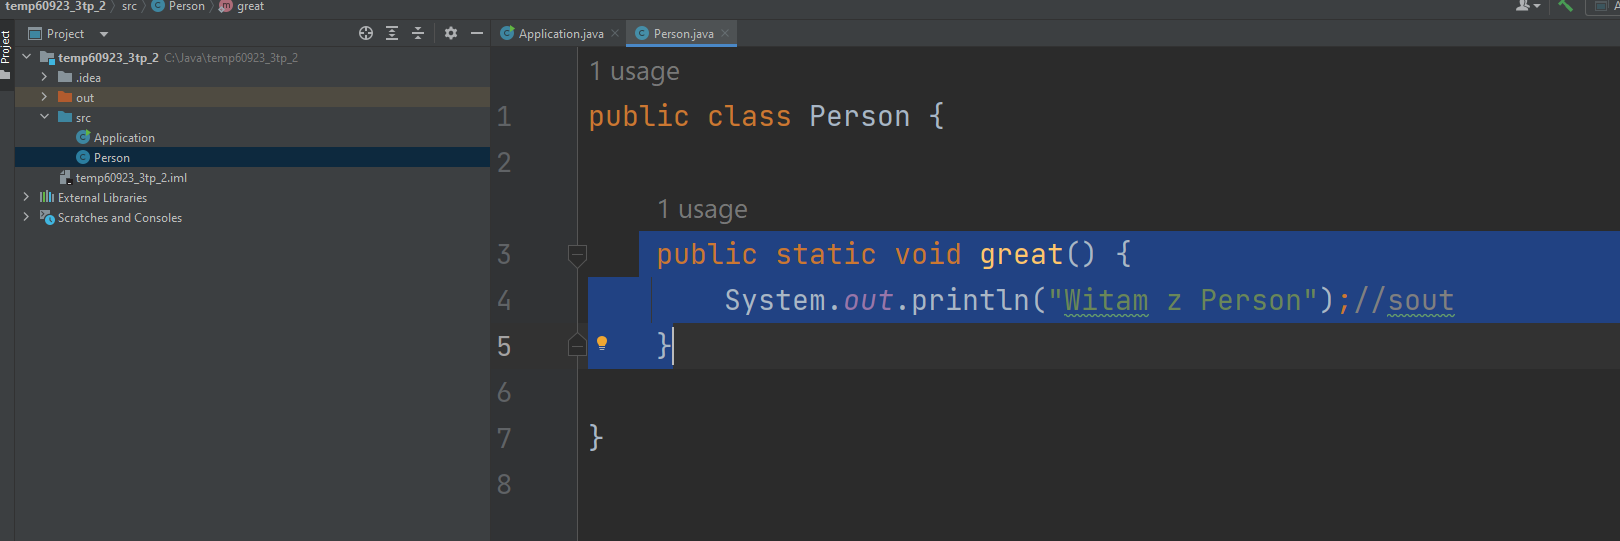 temp60923_3tp_2 src Person great
Project
Project
temp60923_3tp_2 C:\Java\temp60923_3tp_2
.idea
out
src
Application
Person
temp60923_3tp_2.iml
External Libraries
Scratches and Consoles
Application.java Person.java
1 usage
1 public class Person {
2
1 usage
3 public static void great() {
4 System.out.println("Witam z Person");//sout
5 }
6
7 }
8